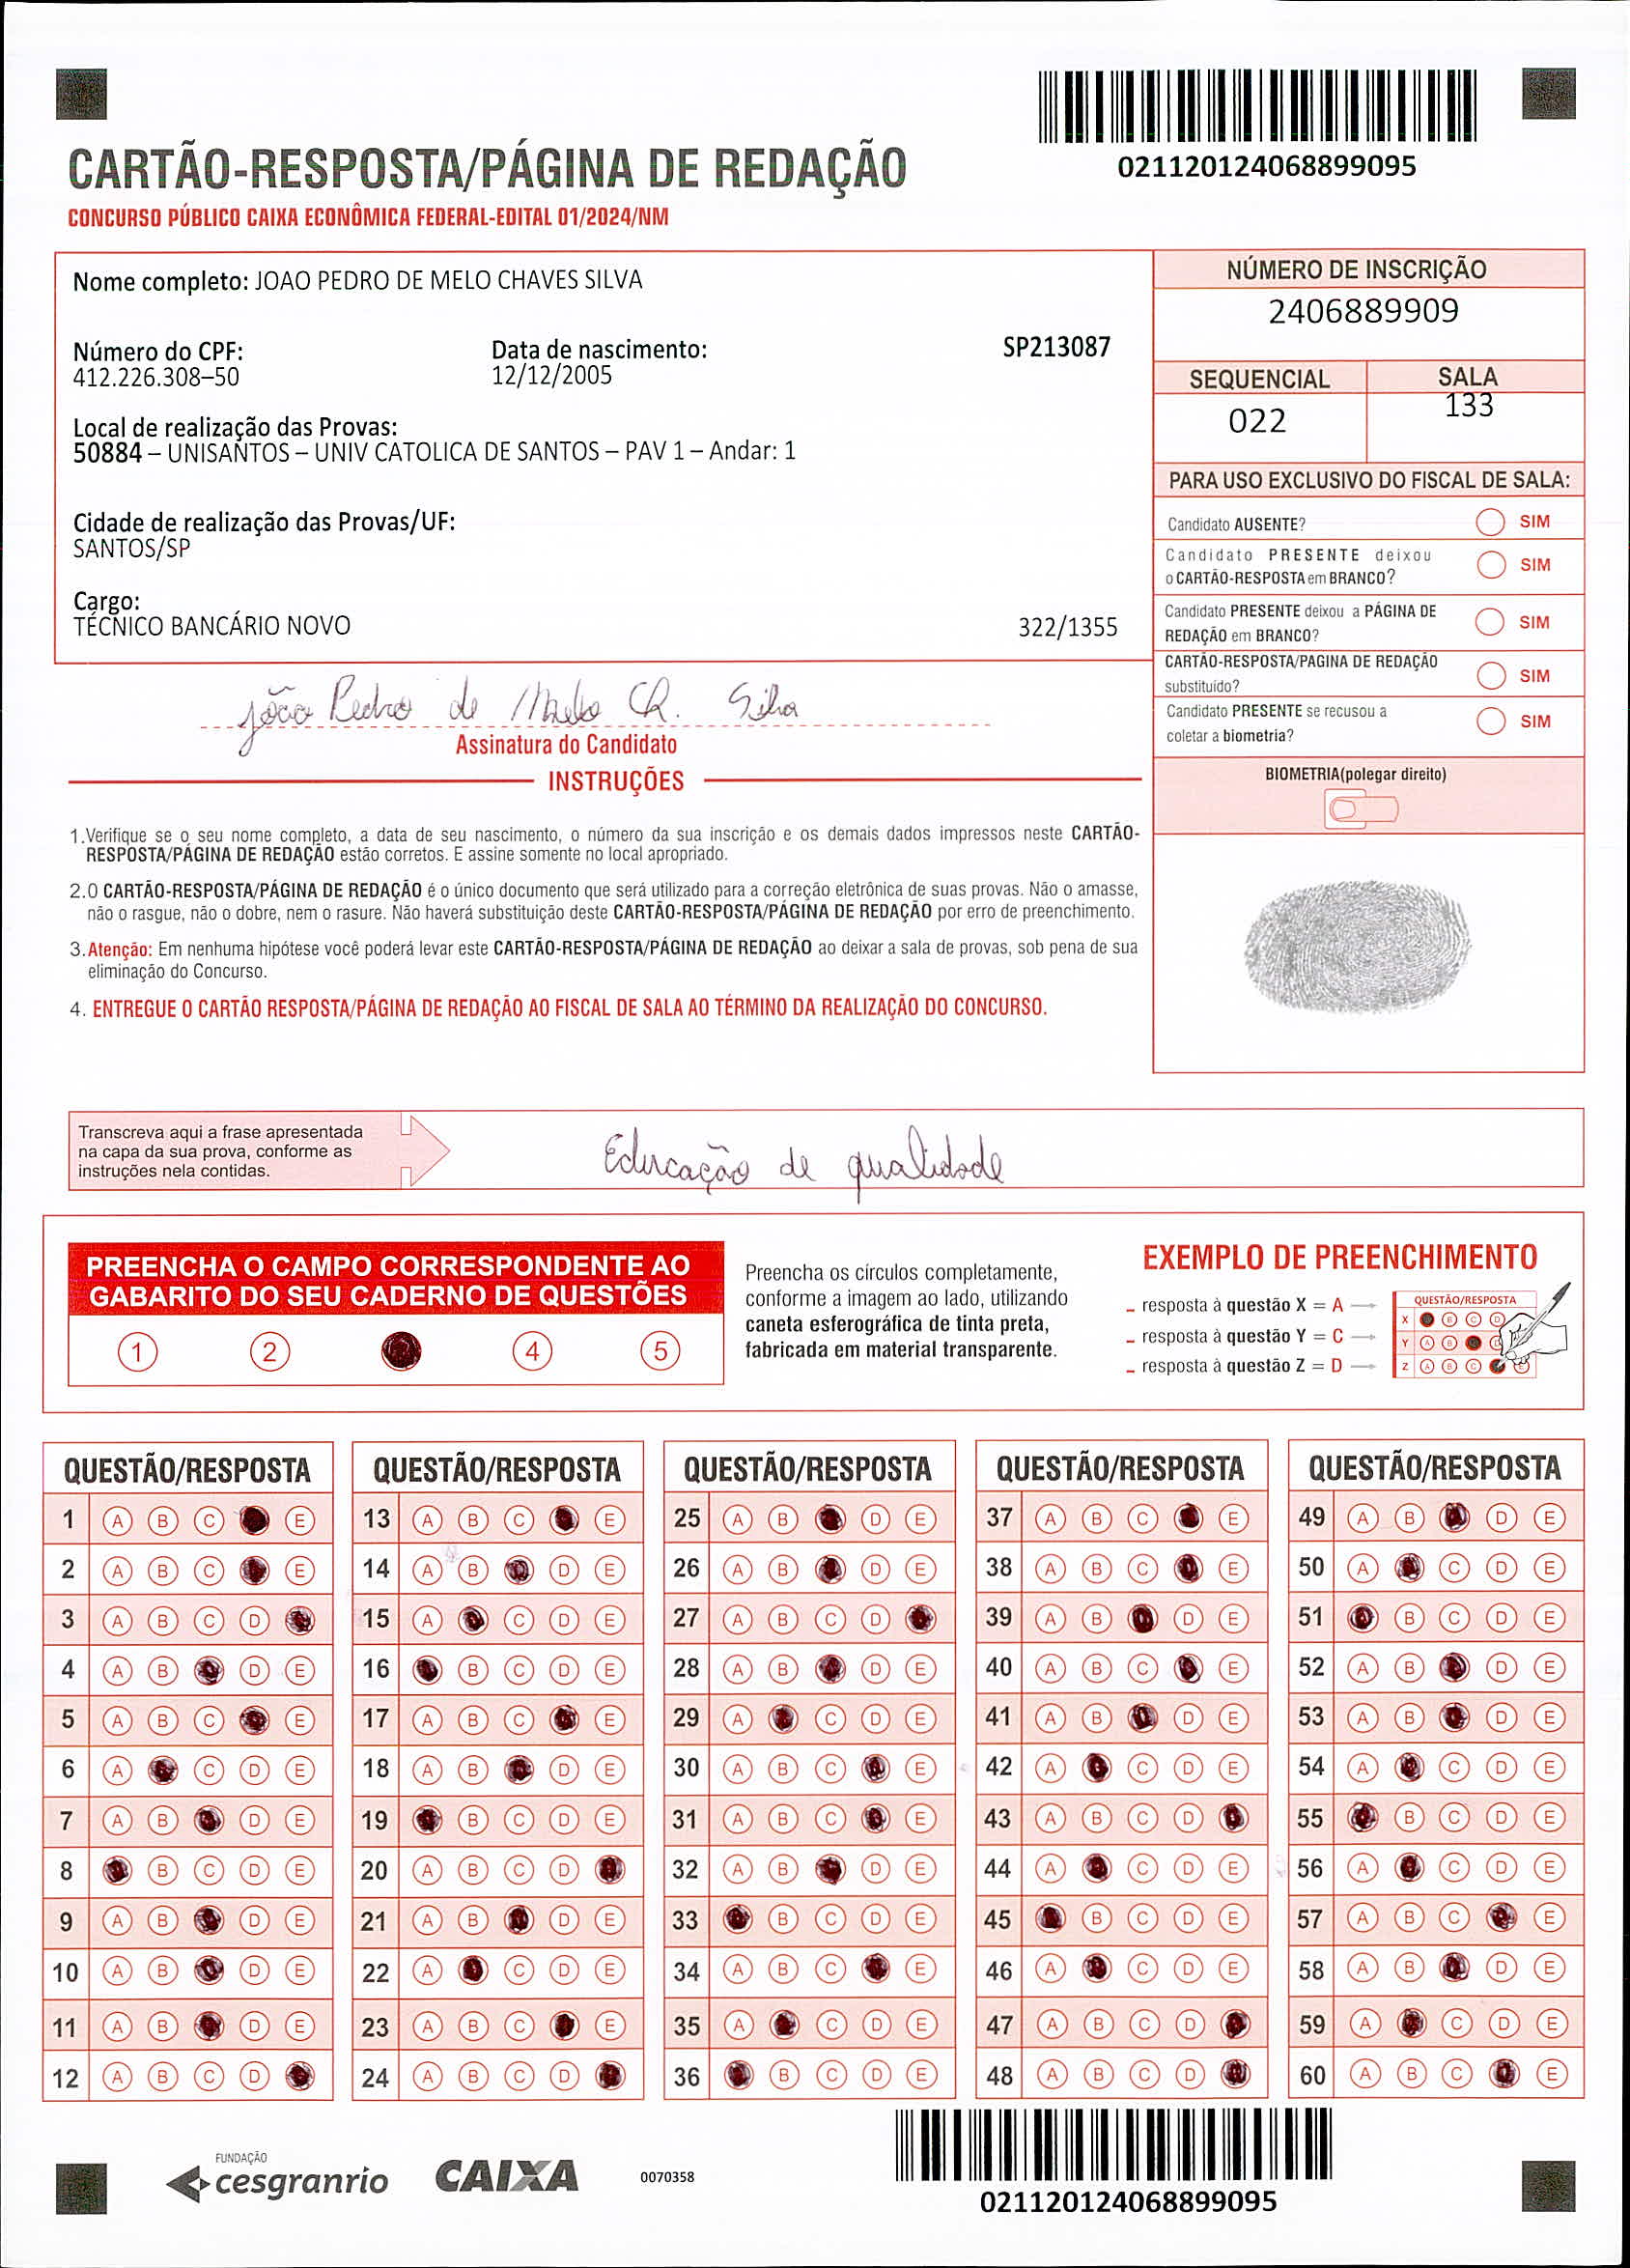 021120124068899095
CARTÃO-RESPOSTA/PÁGINA DE REDAÇÃO
CONCURSO PÚBLICO CAIXA ECONÔMICA FEDERAL-EDITAL 01/2024/NM
Nome completo: JOAO PEDRO DE MELO CHAVES SILVA
Número do CPF:
412.226.308–50
Data de nascimento:
12/12/2005
SP213087
Local de realização das Provas:
50884 – UNISANTOS – UNIV CATOLICA DE SANTOS – PAV 1 – Andar: 1
Cidade de realização das Provas/UF:
SANTOS/SP
Cargo:
TÉCNICO BANCÁRIO NOVO
322/1355
NÚMERO DE INSCRIÇÃO
2406889909
SEQUENCIAL SALA
022 133
PARA USO EXCLUSIVO DO FISCAL DE SALA:
Candidato AUSENTE? SIM
Candidato PRESENTE deixou
o CARTÃO-RESPOSTA em BRANCO? SIM
Candidato PRESENTE deixou a PÁGINA DE
REDAÇÃO em BRANCO? SIM
CARTÃO-RESPOSTA/PAGINA DE REDAÇÃO
substituído? SIM
Candidato PRESENTE se recusou a
coletar a biometria? SIM
BIOMETRIA(polegar direito)
João Pedro de Melo Ch. Silva
Assinatura do Candidato
INSTRUÇÕES
1.Verifique se o seu nome completo, a data de seu nascimento, o número da sua inscrição e os demais dados impressos neste CARTÃO-
RESPOSTA/PÁGINA DE REDAÇÃO estão corretos. E assine somente no local apropriado.
2.O CARTÃO-RESPOSTA/PÁGINA DE REDAÇÃO é o único documento que será utilizado para a correção eletrônica de suas provas. Não o amasse,
não o rasgue, não o dobre, nem o rasure. Não haverá substituição deste CARTÃO-RESPOSTA/PÁGINA DE REDAÇÃO por erro de preenchimento.
3.Atenção: Em nenhuma hipótese você poderá levar este CARTÃO-RESPOSTA/PÁGINA DE REDAÇÃO ao deixar a sala de provas, sob pena de sua
eliminação do Concurso.
4. ENTREGUE O CARTÃO RESPOSTA/PÁGINA DE REDAÇÃO AO FISCAL DE SALA AO TÉRMINO DA REALIZAÇÃO DO CONCURSO.
Transcreva aqui a frase apresentada
na capa da sua prova, conforme as
instruções nela contidas.
Educação de qualidade
PREENCHA O CAMPO CORRESPONDENTE AO
GABARITO DO SEU CADERNO DE QUESTÕES
1 2 4 5
Preencha os círculos completamente,
conforme a imagem ao lado, utilizando
caneta esferográfica de tinta preta,
fabricada em material transparente.
EXEMPLO DE PREENCHIMENTO
– resposta à questão X = A
– resposta à questão Y = C
– resposta à questão Z = D
QUESTÃO/RESPOSTA
X B C D
Y A B
Z A B C E
QUESTÃO/RESPOSTA
1 A B C E
2 A B C E
3 A B C D
4 A B D E
5 A B C E
6 A C D E
7 A B D E
8 B C D E
9 A B D E
10 A B D E
11 A B D E
12 A B C D
QUESTÃO/RESPOSTA
13 A B C E
14 A B D E
15 A C D E
16 B C D E
17 A B C E
18 A B D E
19 B C D E
20 A B C D
21 A B D E
22 A C D E
23 A B C E
24 A B C D
QUESTÃO/RESPOSTA
25 A B D E
26 A B D E
27 A B C D
28 A B D E
29 A C D E
30 A B C E
31 A B C E
32 A B D E
33 B C D E
34 A B C E
35 A C D E
36 B C D E
QUESTÃO/RESPOSTA
37 A B C E
38 A B C E
39 A B D E
40 A B C E
41 A B D E
42 A C D E
43 A B C D
44 A C D E
45 B C D E
46 A C D E
47 A B C D
48 A B C D
QUESTÃO/RESPOSTA
49 A B D E
50 A C D E
51 B C D E
52 A B D E
53 A B D E
54 A C D E
55 B C D E
56 A C D E
57 A B C E
58 A B D E
59 A C D E
60 A B C E
FUNDAÇÃO
cesgranrio
CAIXA
0070358
021120124068899095